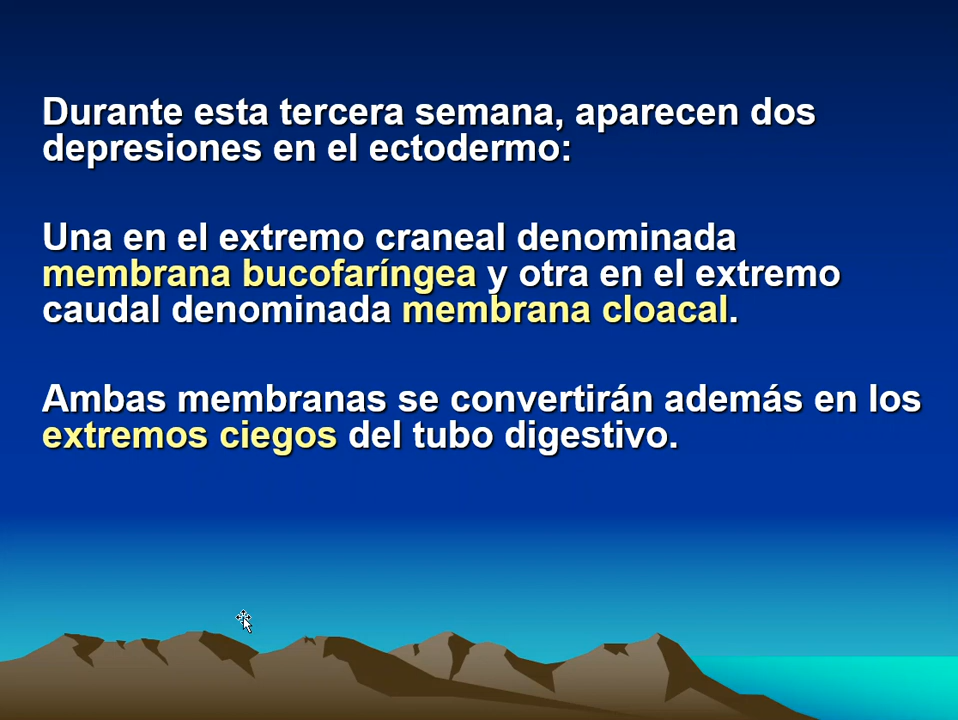 Durante esta tercera semana, aparecen dos
depresiones en el ectodermo:
Una en el extremo craneal denominada
membrana bucofaríngea y otra en el extremo
caudal denominada membrana cloacal.
Ambas membranas se convertirán además en los
extremos ciegos del tubo digestivo.